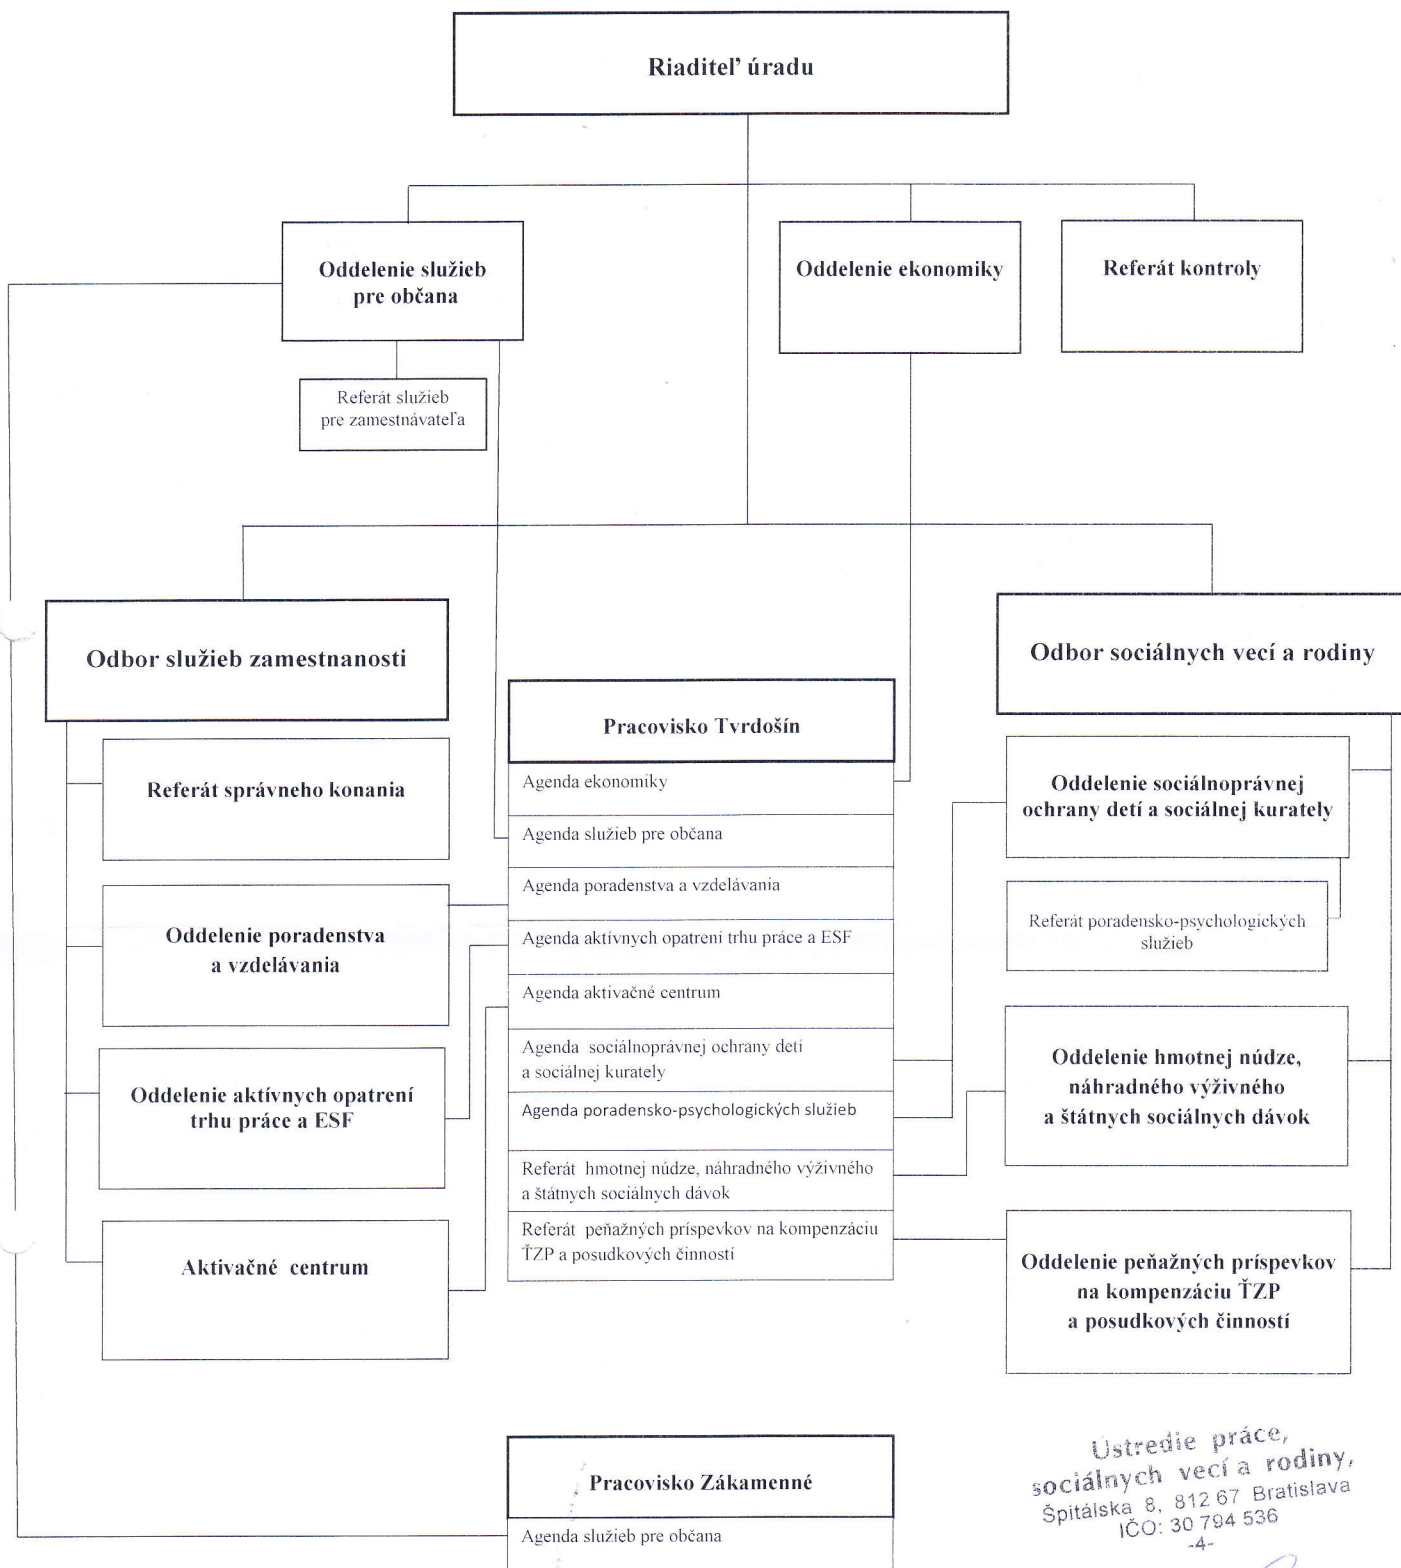 Riaditeľ úradu
Oddelenie služieb
pre občana
Oddelenie ekonomiky
Referát kontroly
Referát služieb
pre zamestnávateľa
Odbor služieb zamestnanosti
Odbor sociálnych vecí a rodiny
Referát správneho konania
Oddelenie poradenstva
a vzdelávania
Oddelenie aktívnych opatrení
trhu práce a ESF
Aktivačné centrum
Pracovisko Tvrdošín
Agenda ekonomiky
Agenda služieb pre občana
Agenda poradenstva a vzdelávania
Agenda aktívnych opatrení trhu práce a ESF
Agenda aktivačné centrum
Agenda sociálnoprávnej ochrany detí
a sociálnej kurately
Agenda poradensko-psychologických služieb
Referát hmotnej núdze, náhradného výživného
a štátnych sociálnych dávok
Referát peňažných príspevkov na kompenzáciu
ŤZP a posudkových činností
Oddelenie sociálnoprávnej
ochrany detí a sociálnej kurately
Referát poradensko-psychologických
služieb
Oddelenie hmotnej núdze,
náhradného výživného
a štátnych sociálnych dávok
Oddelenie peňažných príspevkov
na kompenzáciu ŤZP
a posudkových činností
Pracovisko Zákamenné
Agenda služieb pre občana
Ústredie práce,
sociálnych vecí a rodiny,
Špitálska 8, 812 67 Bratislava
IČO: 30 794 536
-4-